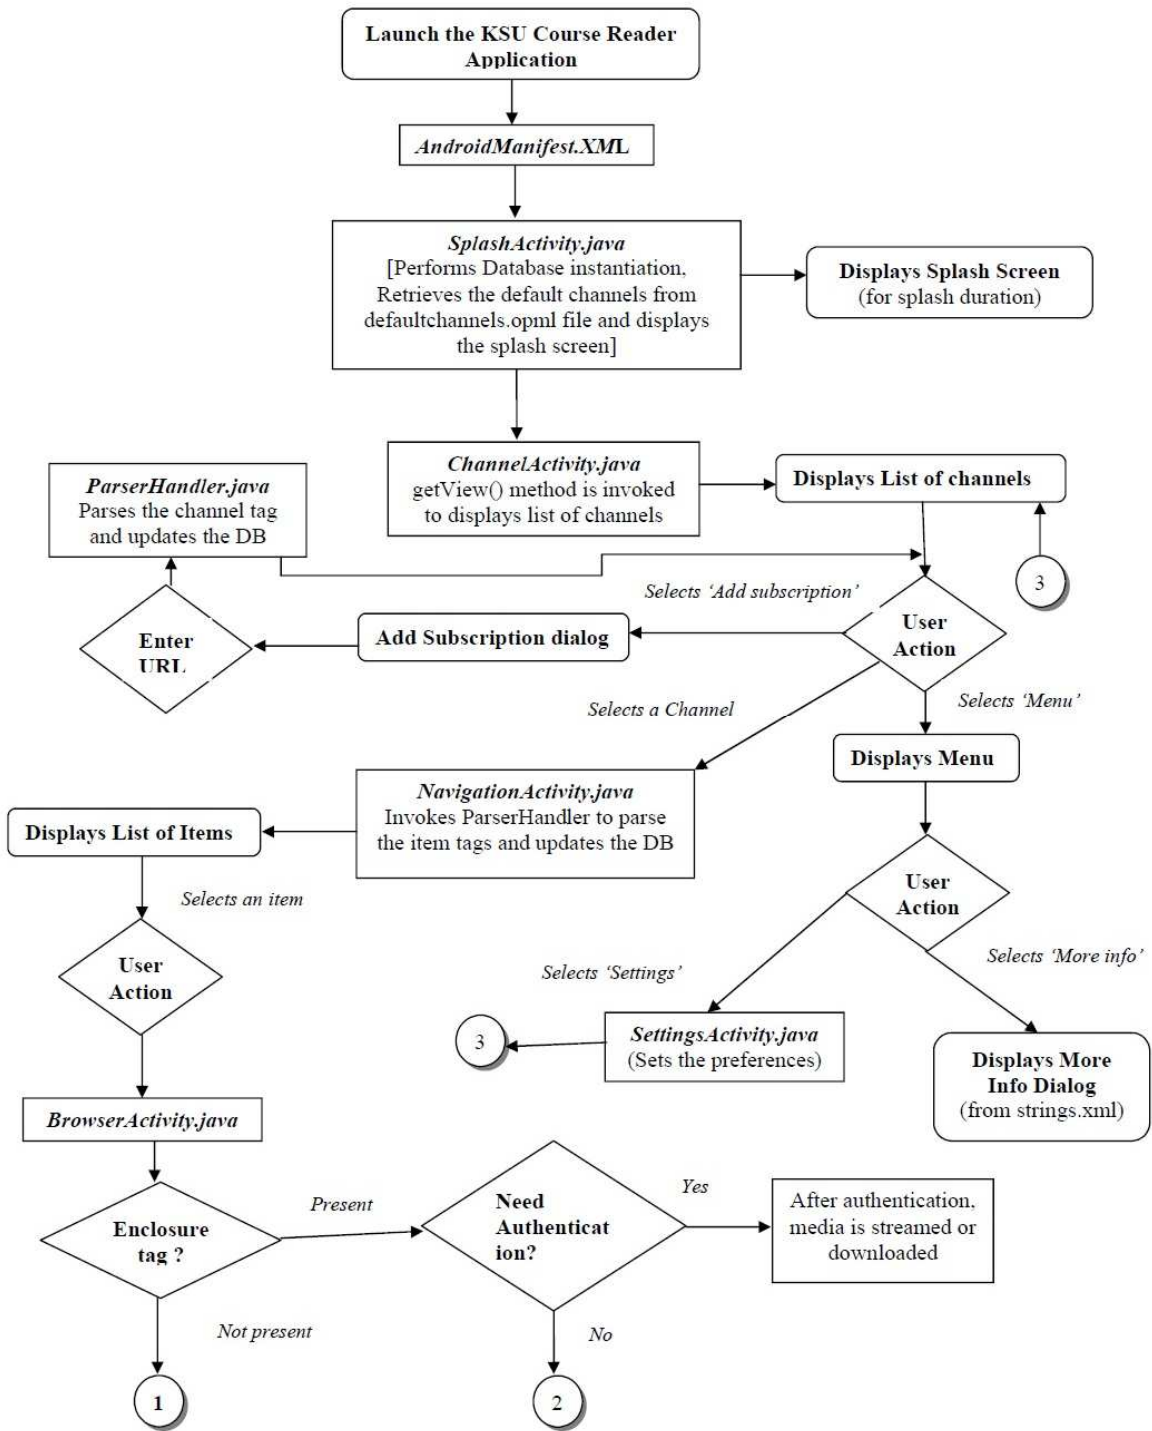 Launch the KSU Course Reader
Application
AndroidManifest.XML
SplashActivity.java
[Performs Database instantiation,
Retrieves the default channels from
defaultchannels.opml file and displays
the splash screen]
Displays Splash Screen
(for splash duration)
ChannelActivity.java
getView() method is invoked
to displays list of channels
Displays List of channels
ParserHandler.java
Parses the channel tag
and updates the DB
3
Selects ‘Add subscription’
User
Action
Add Subscription dialog
Enter
URL
Selects a Channel
Selects ‘Menu’
Displays Menu
NavigationActivity.java
Invokes ParserHandler to parse
the item tags and updates the DB
Displays List of Items
Selects an item
User
Action
User
Action
Selects ‘Settings’
Selects ‘More info’
SettingsActivity.java
(Sets the preferences)
3
Displays More
Info Dialog
(from strings.xml)
BrowserActivity.java
Enclosure
tag ?
Present
Need
Authenticat
ion?
Yes
After authentication,
media is streamed or
downloaded
Not present
No
1
2